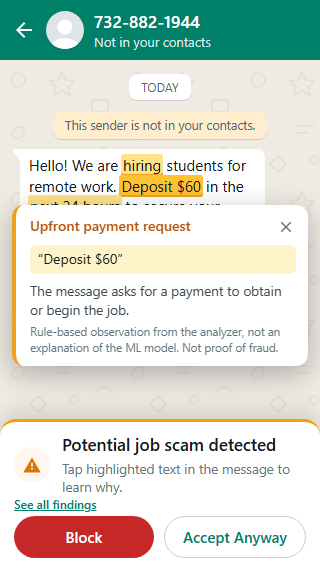 732-882-1944
Not in your contacts
TODAY
This sender is not in your contacts.
Hello! We are hiring students for
remote work. Deposit $60 in the
Upfront payment request
“Deposit $60”
The message asks for a payment to obtain
or begin the job.
Rule-based observation from the analyzer, not an
explanation of the ML model. Not proof of fraud.
Potential job scam detected
Tap highlighted text in the message to
learn why.
See all findings
Block
Accept Anyway